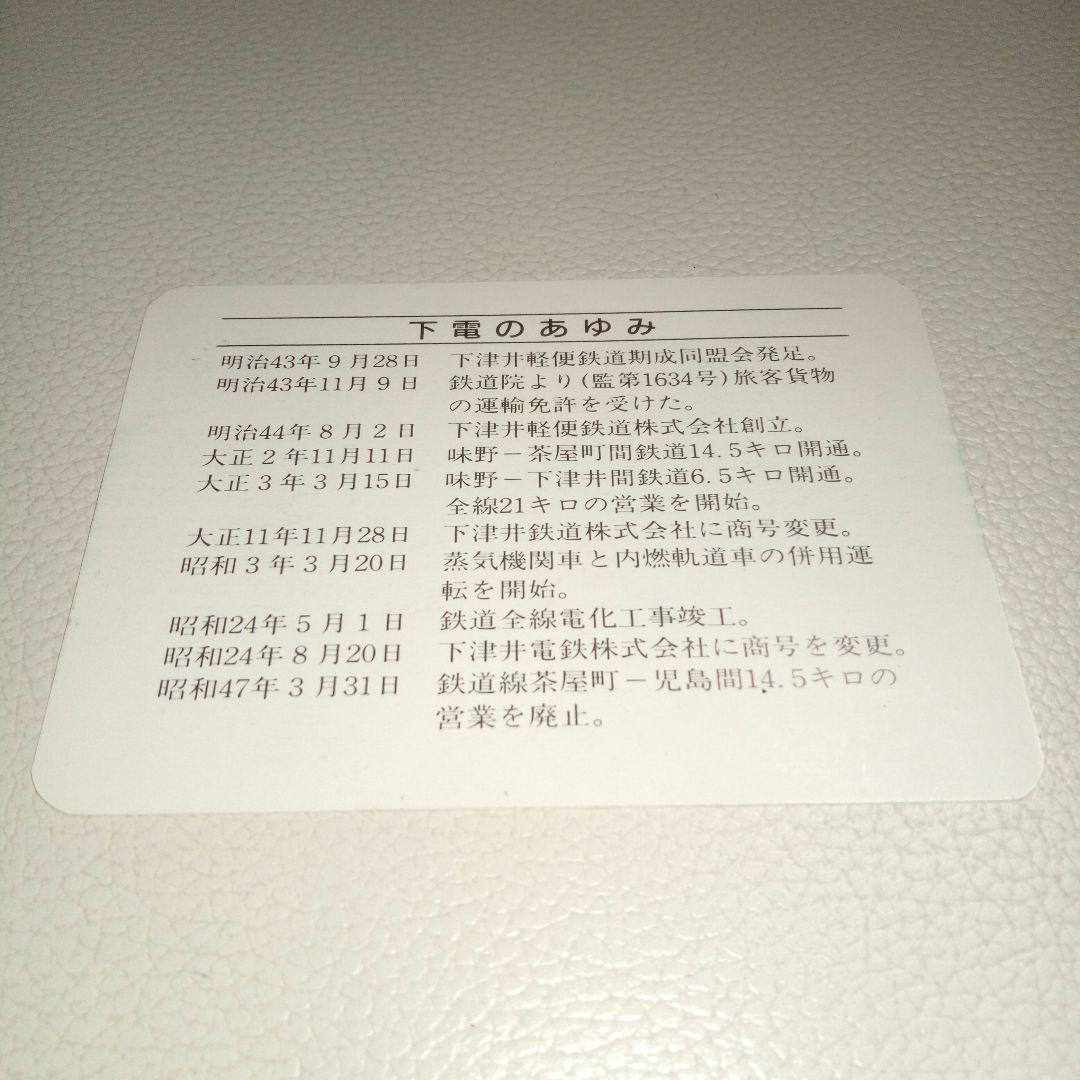 下電のあゆみ
明治43年9月28日 下津井軽便鉄道期成同盟会発足。
明治43年11月9日 鉄道院より(監第1634号)旅客貨物
の運輸免許を受けた。
明治44年8月2日 下津井軽便鉄道株式会社創立。
大正2年11月11日 味野−茶屋町間鉄道14.5キロ開通。
大正3年3月15日 味野−下津井間鉄道6.5キロ開通。
全線21キロの営業を開始。
大正11年11月28日 下津井鉄道株式会社に商号変更。
昭和3年3月20日 蒸気機関車と内燃軌道車の併用運
転を開始。
昭和24年5月1日 鉄道全線電化工事竣工。
昭和24年8月20日 下津井電鉄株式会社に商号を変更。
昭和47年3月31日 鉄道線茶屋町−児島間14.5キロの
営業を廃止。